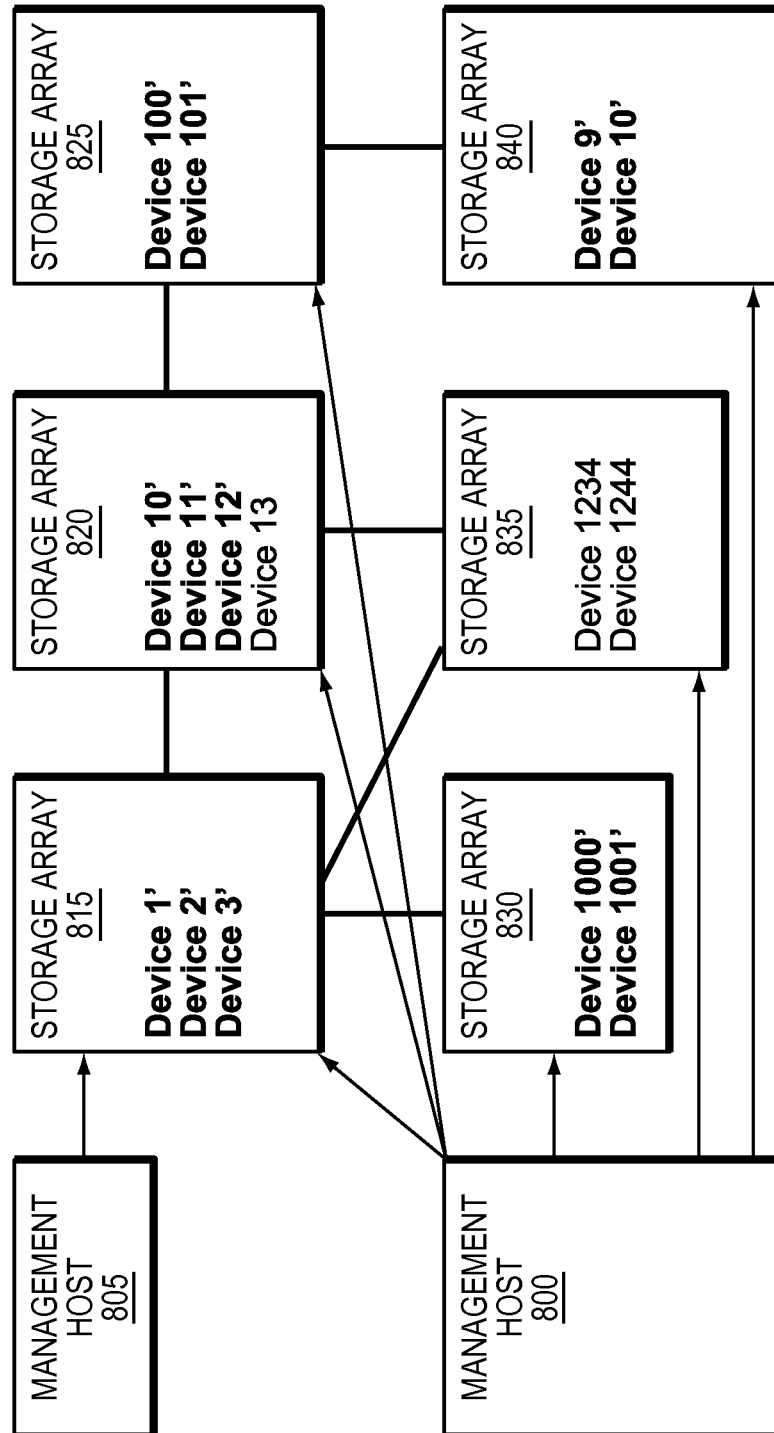 MANAGEMENT
HOST
805
STORAGE ARRAY
815
Device 1'
Device 2'
Device 3'
STORAGE ARRAY
820
Device 10'
Device 11'
Device 12'
Device 13
STORAGE ARRAY
825
Device 100'
Device 101'
MANAGEMENT
HOST
800
STORAGE ARRAY
830
Device 1000'
Device 1001'
STORAGE ARRAY
835
Device 1234
Device 1244
STORAGE ARRAY
840
Device 9'
Device 10'